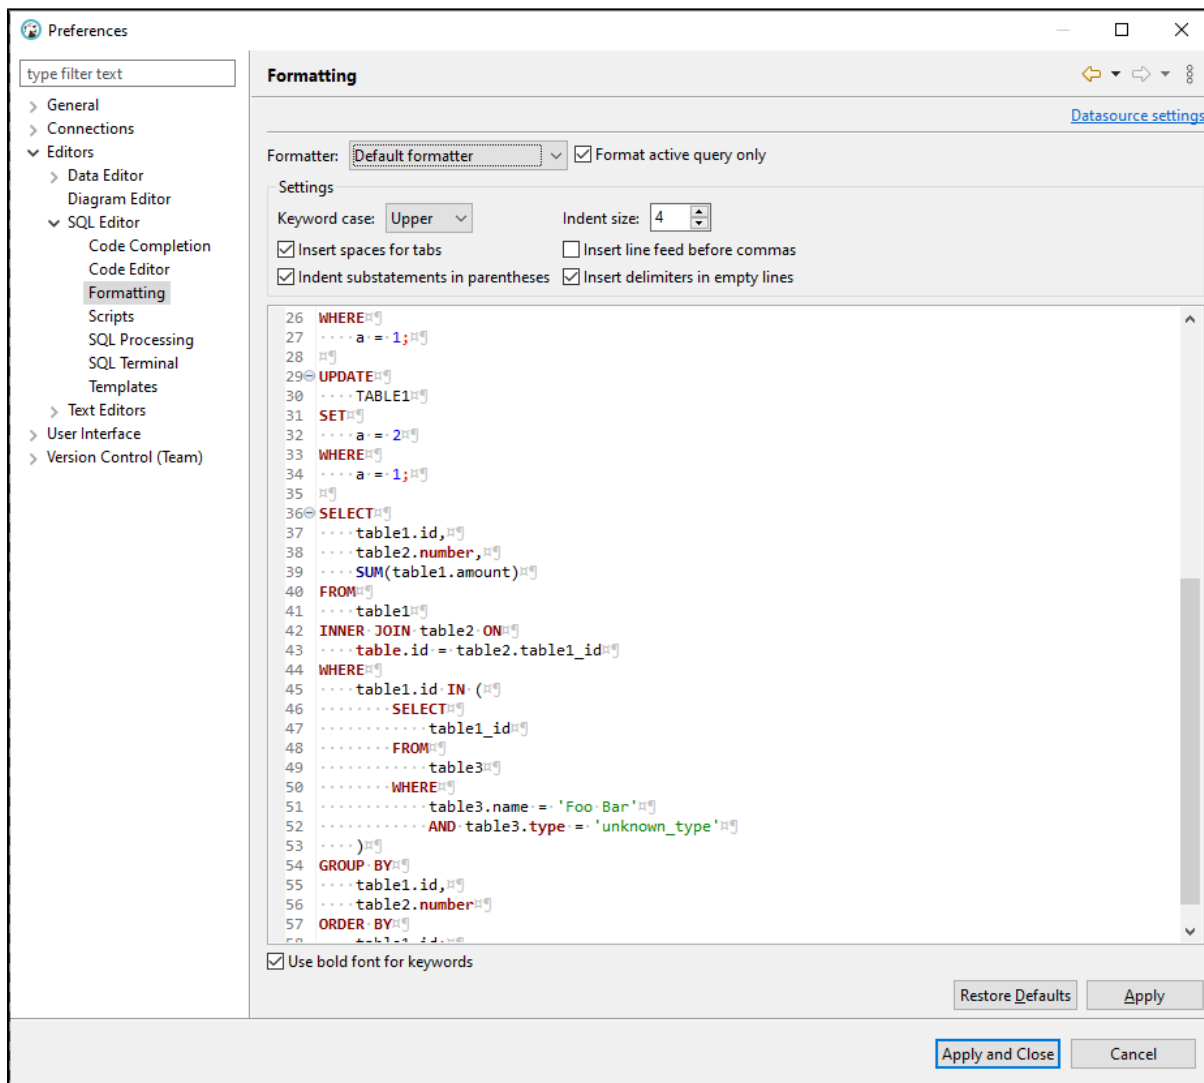 Preferences
type filter text
General
Connections
Editors
Data Editor
Diagram Editor
SQL Editor
Code Completion
Code Editor
Formatting
Scripts
SQL Processing
SQL Terminal
Templates
Text Editors
User Interface
Version Control (Team)
Formatting
Datasource settings
Formatter: Default formatter Format active query only
Settings
Keyword case: Upper Indent size: 4
Insert spaces for tabs Insert line feed before commas
Indent substatements in parentheses Insert delimiters in empty lines
26 WHERE¤¶
27 ····a·=·1;¤¶
28 ¤¶
29 UPDATE¤¶
30 ····TABLE1¤¶
31 SET¤¶
32 ····a·=·2¤¶
33 WHERE¤¶
34 ····a·=·1;¤¶
35 ¤¶
36 SELECT¤¶
37 ····table1.id,¤¶
38 ····table2.number,¤¶
39 ····SUM(table1.amount)¤¶
40 FROM¤¶
41 ····table1¤¶
42 INNER·JOIN·table2·ON¤¶
43 ····table.id·=·table2.table1_id¤¶
44 WHERE¤¶
45 ····table1.id·IN·(¤¶
46 ········SELECT¤¶
47 ············table1_id¤¶
48 ········FROM¤¶
49 ············table3¤¶
50 ········WHERE¤¶
51 ············table3.name·=·'Foo·Bar'¤¶
52 ············AND·table3.type·=·'unknown_type'¤¶
53 ····)¤¶
54 GROUP·BY¤¶
55 ····table1.id,¤¶
56 ····table2.number¤¶
57 ORDER·BY¤¶
58 ····table1.id;¤¶
Use bold font for keywords
Restore Defaults Apply
Apply and Close Cancel